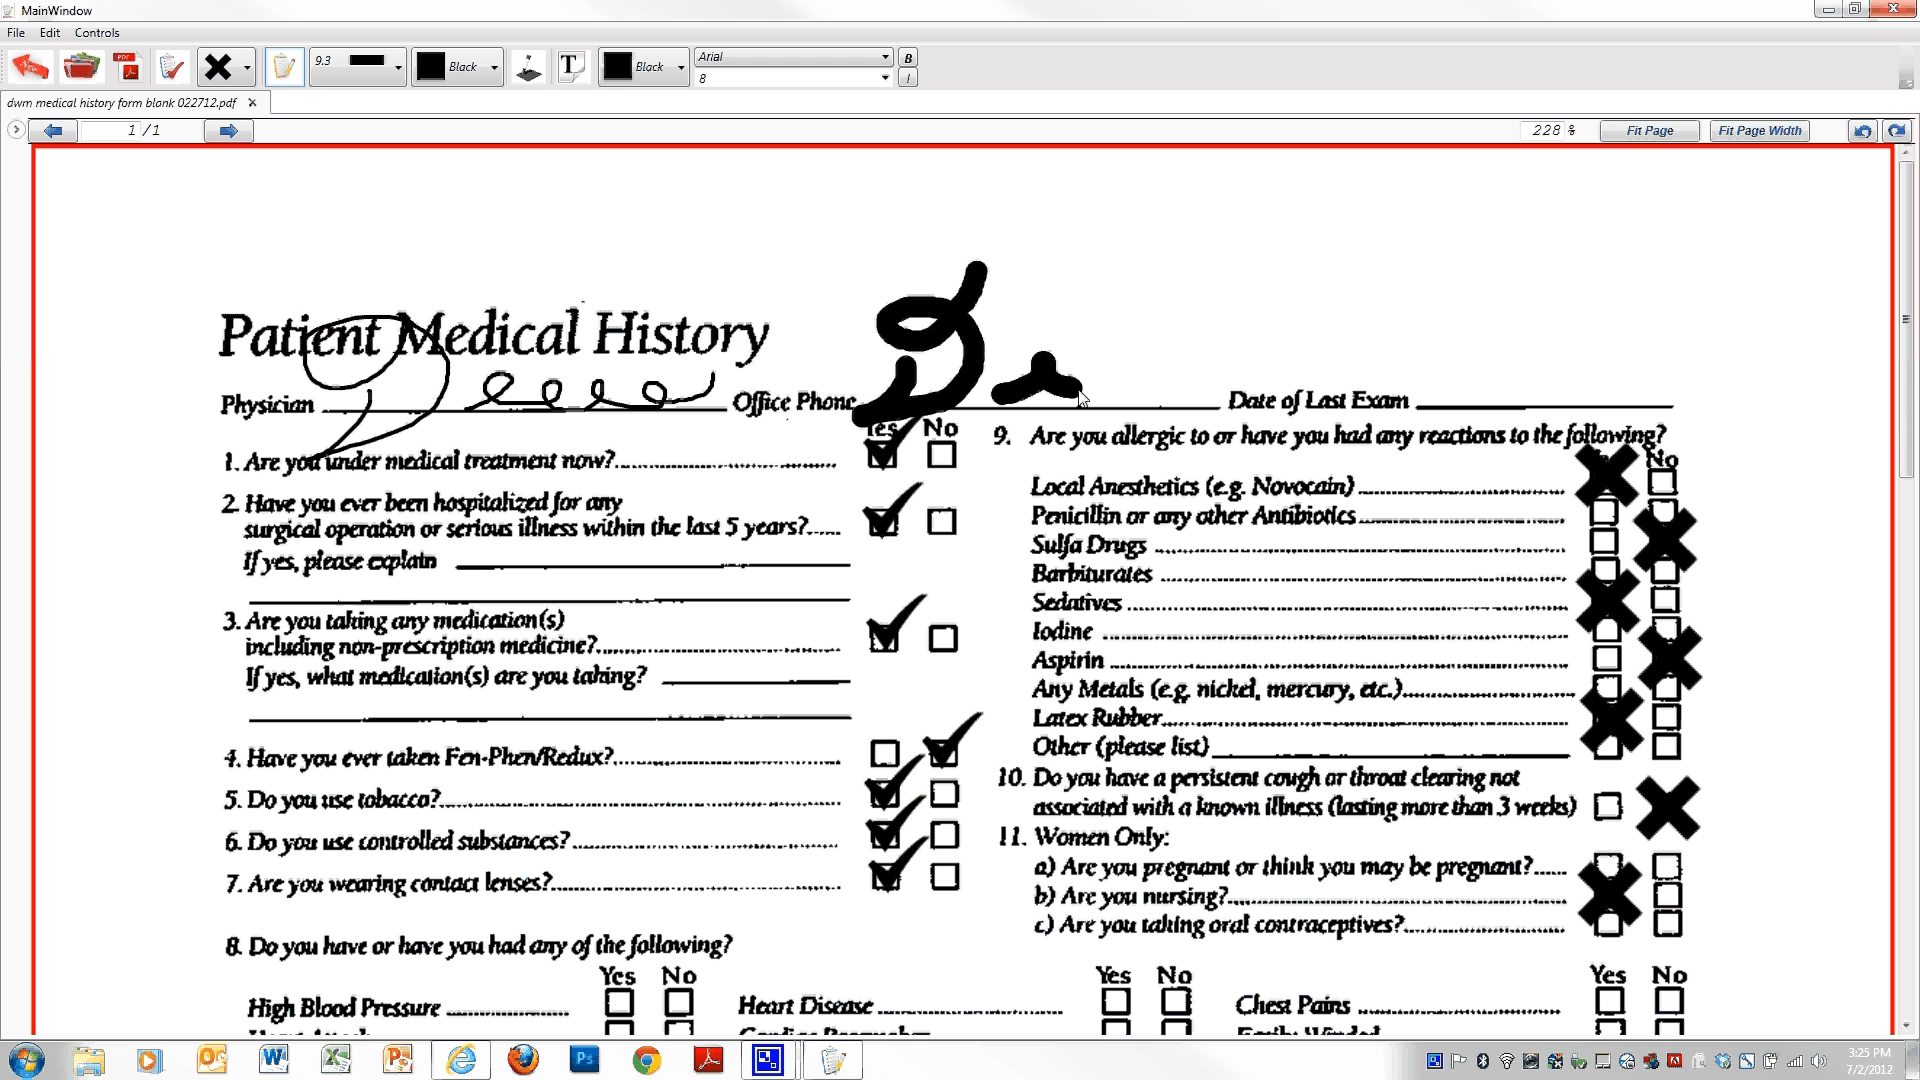 MainWindow
File Edit Controls
9.3 Black T Black Arial B
8 I
dwm medical history form blank 022712.pdf
1 / 1 228 % Fit Page Fit Page Width
Patient Medical History
Physician Office Phone Date of Last Exam
Yes No
1. Are you under medical treatment now?
2. Have you ever been hospitalized for any
surgical operation or serious illness within the last 5 years?
If yes, please explain
3. Are you taking any medication(s)
including non-prescription medicine?
If yes, what medication(s) are you taking?
4. Have you ever taken Fen-Phen/Redux?
5. Do you use tobacco?
6. Do you use controlled substances?
7. Are you wearing contact lenses?
8. Do you have or have you had any of the following?
Yes No Yes No Yes No
High Blood Pressure Heart Disease Chest Pains
9. Are you allergic to or have you had any reactions to the following?
No
Local Anesthetics (e.g. Novocain)
Penicillin or any other Antibiotics
Sulfa Drugs
Barbiturates
Sedatives
Iodine
Aspirin
Any Metals (e.g. nickel, mercury, etc.)
Latex Rubber
Other (please list)
10. Do you have a persistent cough or throat clearing not
associated with a known illness (lasting more than 3 weeks)
11. Women Only:
a) Are you pregnant or think you may be pregnant?
b) Are you nursing?
c) Are you taking oral contraceptives?
3:25 PM
7/2/2012